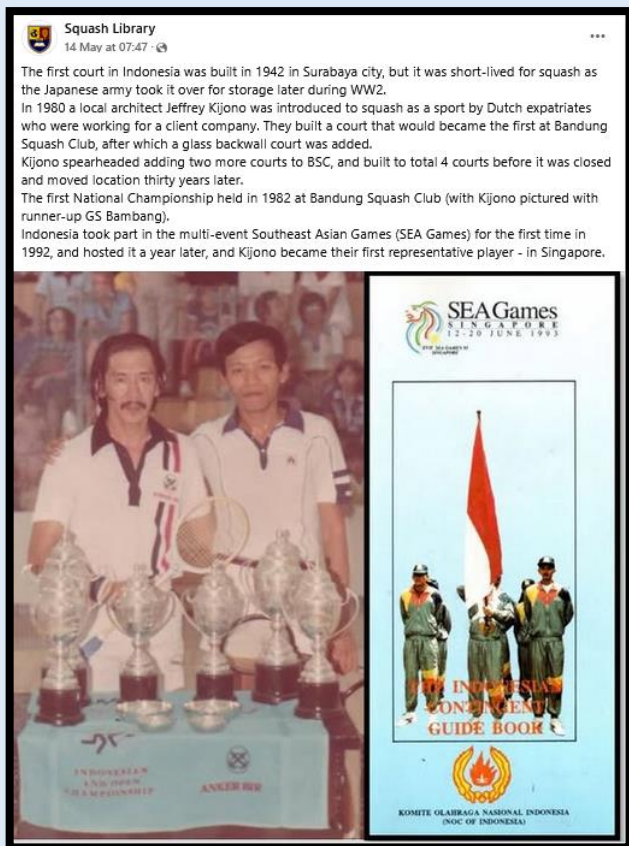 Squash Library
14 May at 07:47
The first court in Indonesia was built in 1942 in Surabaya city, but it was short-lived for squash as
the Japanese army took it over for storage later during WW2.
In 1980 a local architect Jeffrey Kijono was introduced to squash as a sport by Dutch expatriates
who were working for a client company. They built a court that would became the first at Bandung
Squash Club, after which a glass backwall court was added.
Kijono spearheaded adding two more courts to BSC, and built to total 4 courts before it was closed
and moved location thirty years later.
The first National Championship held in 1982 at Bandung Squash Club (with Kijono pictured with
runner-up GS Bambang).
Indonesia took part in the multi-event Southeast Asian Games (SEA Games) for the first time in
1992, and hosted it a year later, and Kijono became their first representative player - in Singapore.
INDONESIAN
OPEN
CHAMPIONSHIP
ANKER BIR
SEA Games
SINGAPORE
12-20 JUNE 1993
XVII SEA GAMES 93
SINGAPORE
THE INDONESIAN
CONTINGENT
GUIDE BOOK
KOMITE OLAHRAGA NASIONAL INDONESIA
(NOC OF INDONESIA)